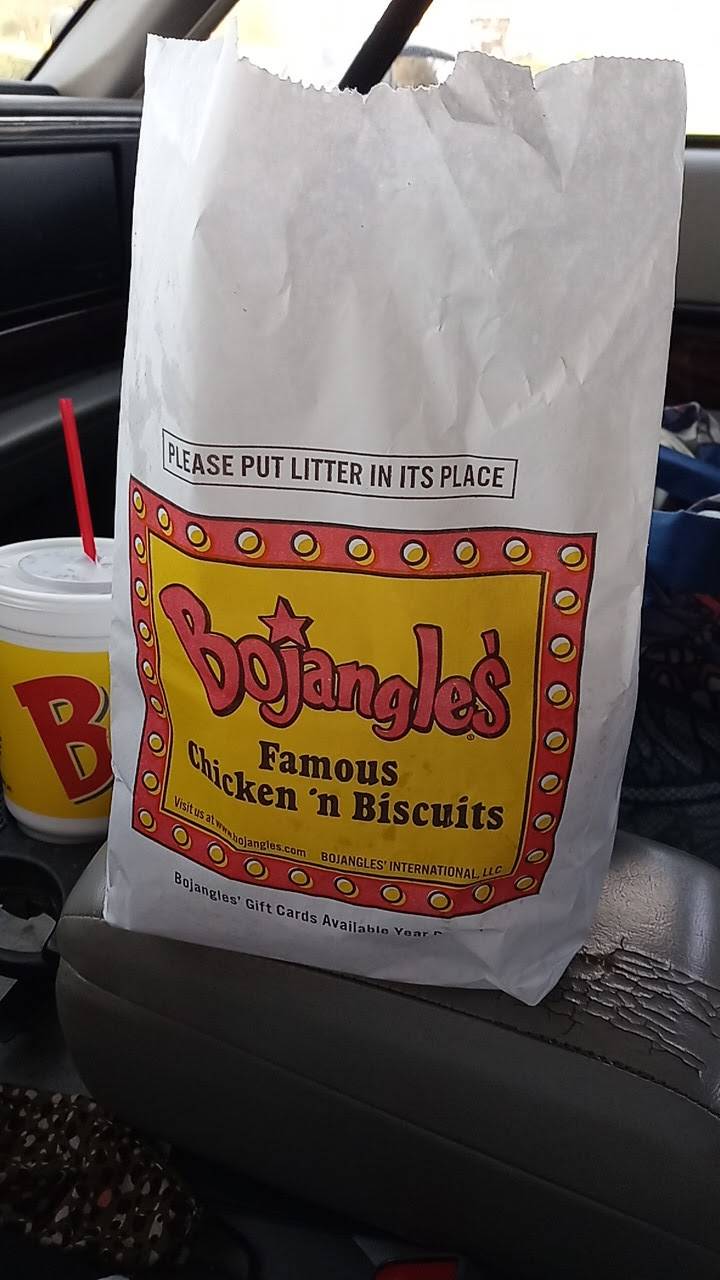 PLEASE PUT LITTER IN ITS PLACE
Bojangles'
Famous
Chicken 'n Biscuits
Visit us at www.bojangles.com BOJANGLES' INTERNATIONAL, LLC
Bojangles' Gift Cards Available Year
B